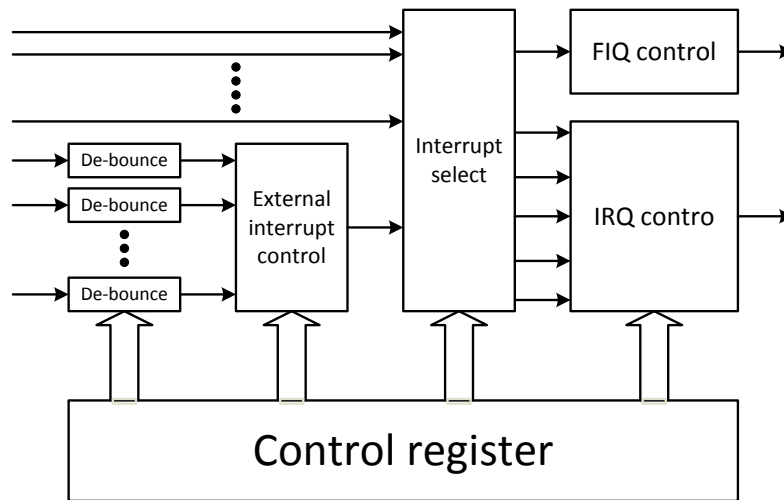 FIQ control
De-bounce
De-bounce
De-bounce
External
interrupt
control
Interrupt
select
IRQ contro
Control register